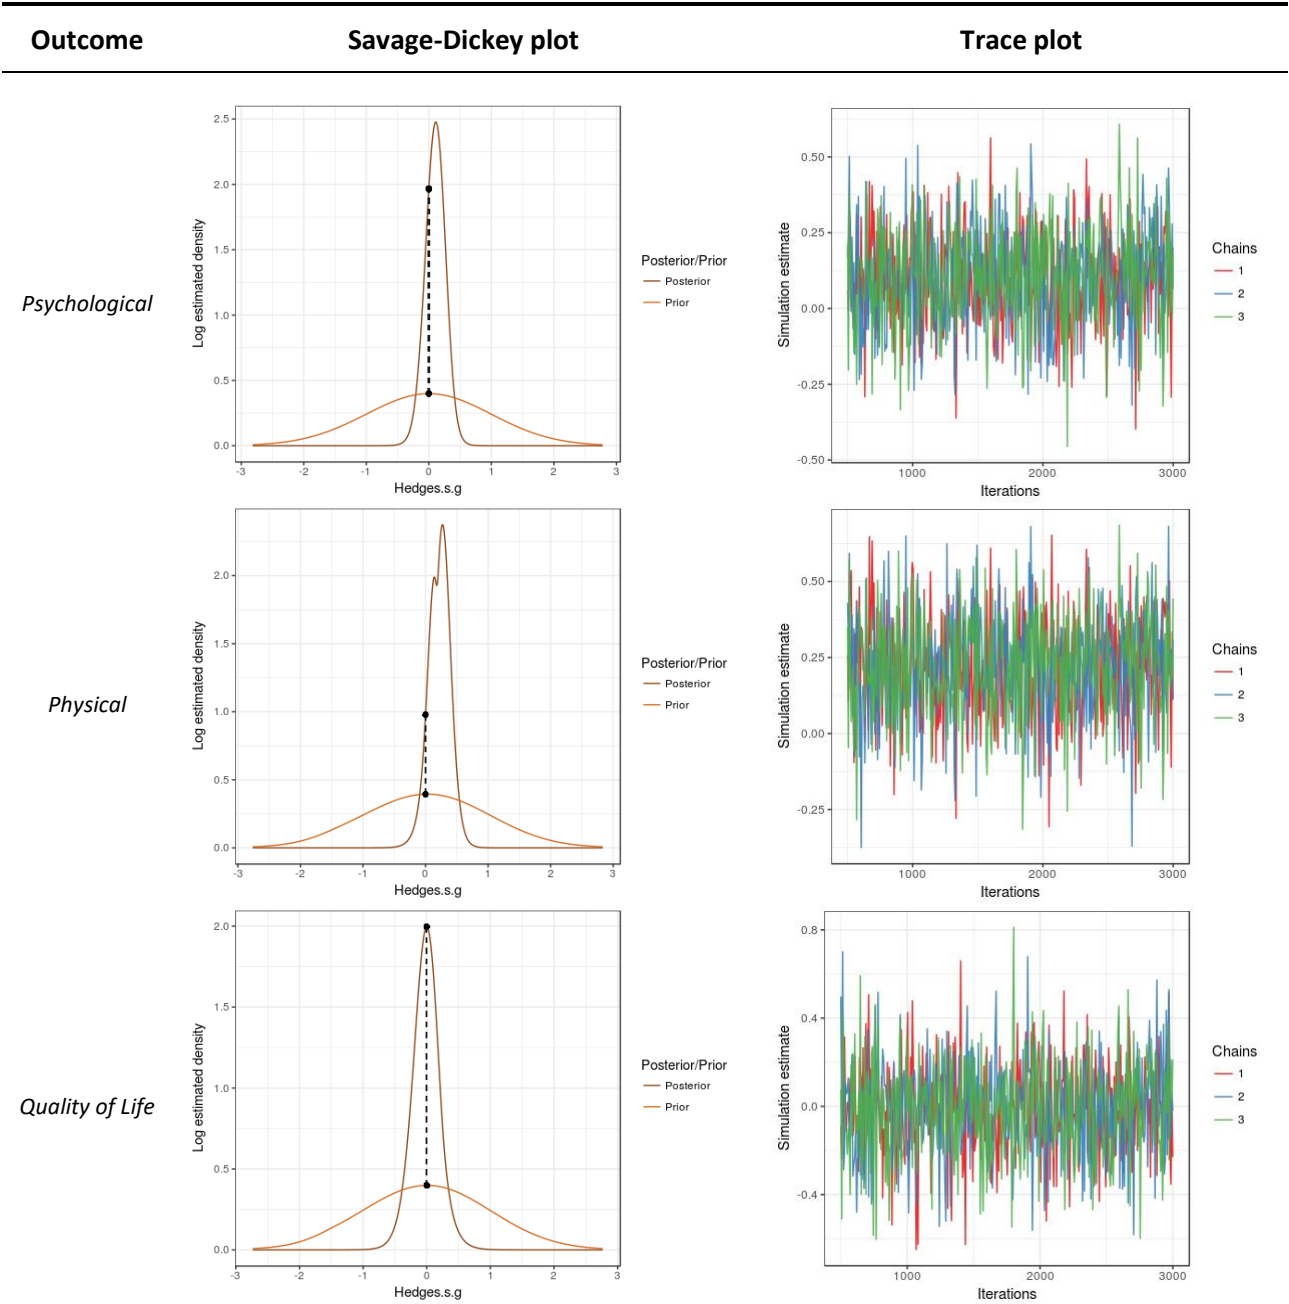 Outcome Savage-Dickey plot Trace plot
Psychological
Log estimated density
2.5
2.0
1.5
1.0
0.5
0.0
-3 -2 -1 0 1 2 3
Hedges.s.g
Posterior/Prior
Posterior
Prior
Simulation estimate
0.50
0.25
0.00
-0.25
-0.50
1000 2000 3000
Iterations
Chains
1
2
3
Physical
Log estimated density
2.0
1.5
1.0
0.5
0.0
-3 -2 -1 0 1 2 3
Hedges.s.g
Posterior/Prior
Posterior
Prior
Simulation estimate
0.50
0.25
0.00
-0.25
1000 2000 3000
Iterations
Chains
1
2
3
Quality of Life
Log estimated density
2.0
1.5
1.0
0.5
0.0
-3 -2 -1 0 1 2 3
Hedges.s.g
Posterior/Prior
Posterior
Prior
Simulation estimate
0.8
0.4
0.0
-0.4
1000 2000 3000
Iterations
Chains
1
2
3